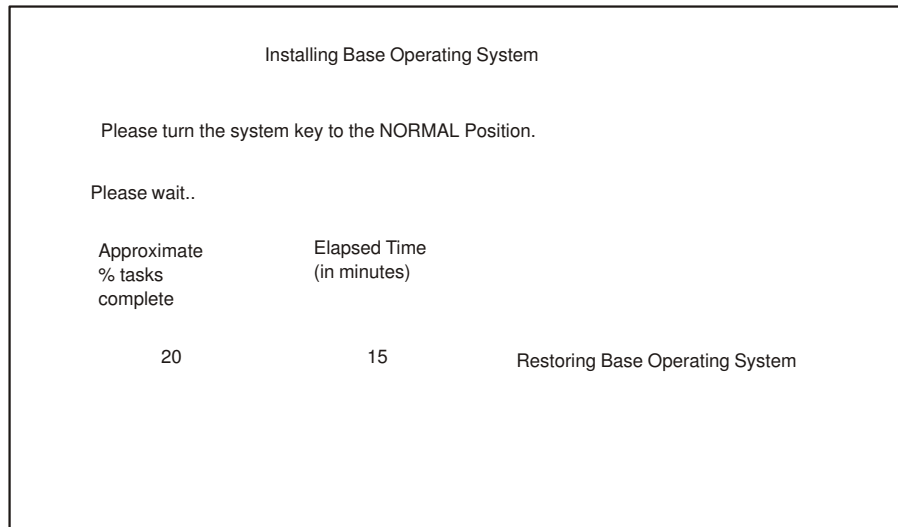 Installing Base Operating System
Please turn the system key to the NORMAL Position.
Please wait..
Approximate
% tasks
complete
Elapsed Time
(in minutes)
20 15 Restoring Base Operating System